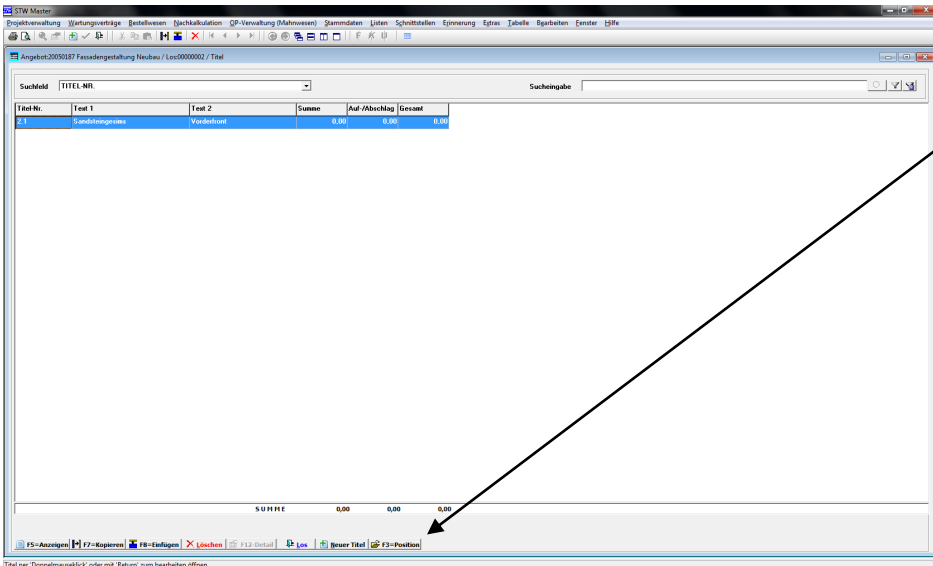 STW Master
Projektverwaltung Wartungsverträge Bestellwesen Nachkalkulation OP-Verwaltung (Mahnwesen) Stammdaten Listen Schnittstellen Erinnerung Extras Tabelle Bearbeiten Fenster Hilfe
Angebot:20050187 Fassadengestaltung Neubau / Los:00000002 / Titel
Suchfeld TITEL-NR. Sucheingabe
Titel-Nr. Text 1 Text 2 Summe Auf-/Abschlag Gesamt
2.1 Sandsteingesims Vorderfront 0,00 0,00 0,00
SUMME 0,00 0,00 0,00
F5=Anzeigen F7=Kopieren F8=Einfügen Löschen F12-Detail Los Neuer Titel F3=Position
Titel per 'Doppelmauseklick' oder mit 'Return' zum bearbeiten öffnen